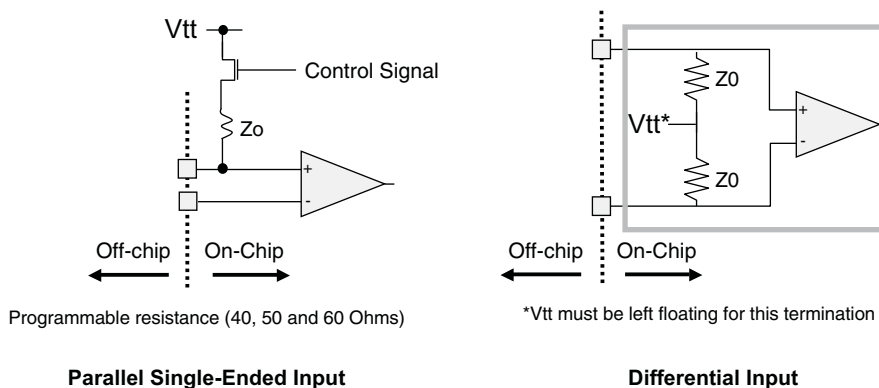 Vtt
Control Signal
Zo
+
-
Off-chip
On-Chip
Programmable resistance (40, 50 and 60 Ohms)
Parallel Single-Ended Input
Z0
Vtt*
Z0
+
-
Off-chip
On-Chip
*Vtt must be left floating for this termination
Differential Input